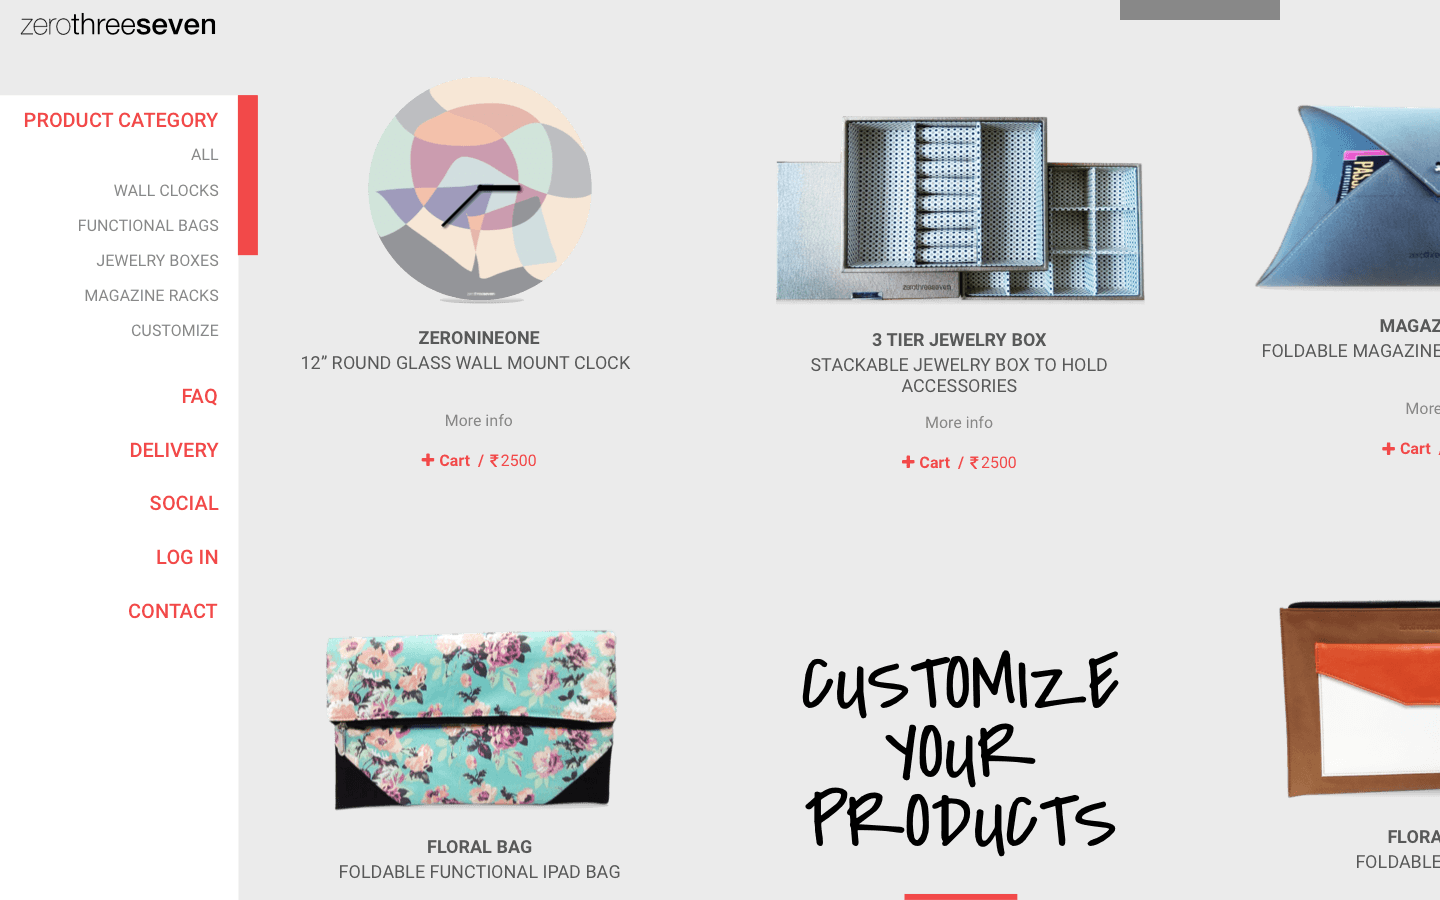 zerothreeseven
PRODUCT CATEGORY
ALL
WALL CLOCKS
FUNCTIONAL BAGS
JEWELRY BOXES
MAGAZINE RACKS
CUSTOMIZE
FAQ
DELIVERY
SOCIAL
LOG IN
CONTACT
ZERONINEONE
12” ROUND GLASS WALL MOUNT CLOCK
More info
Cart / ₹2500
zerothreeseven
3 TIER JEWELRY BOX
STACKABLE JEWELRY BOX TO HOLD
ACCESSORIES
More info
Cart / ₹2500
PASS
MAGAZ
FOLDABLE MAGAZINE
More
Cart /
FLORAL BAG
FOLDABLE FUNCTIONAL IPAD BAG
CUSTOMIZE
YOUR
PRODUCTS
FLORA
FOLDABLE